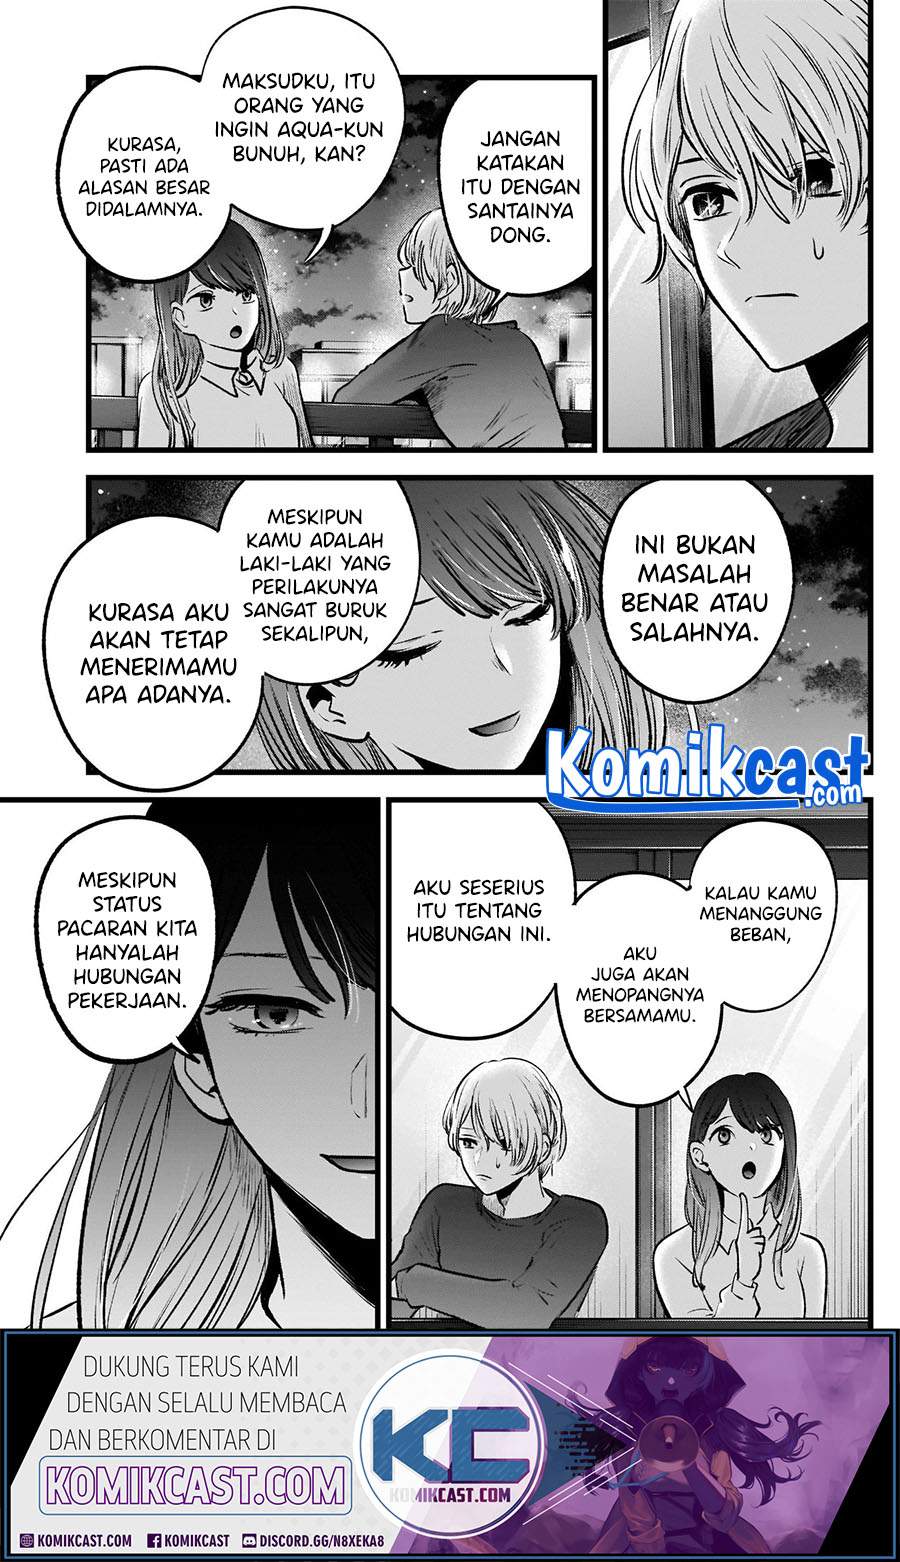 JANGAN
KATAKAN
ITU DENGAN
SANTAINYA
DONG.
MAKSUDKU, ITU
ORANG YANG
INGIN AQUA-KUN
BUNUH, KAN?
KURASA,
PASTI ADA
ALASAN BESAR
DIDALAMNYA.
INI BUKAN
MASALAH
BENAR ATAU
SALAHNYA.
MESKIPUN
KAMU ADALAH
LAKI-LAKI YANG
PERILAKUNYA
SANGAT BURUK
SEKALIPUN,
KURASA AKU
AKAN TETAP
MENERIMAMU
APA ADANYA.
Komikcast
.com
KALAU KAMU
MENANGGUNG
BEBAN,
AKU
JUGA AKAN
MENOPANGNYA
BERSAMAMU.
AKU SESERIUS
ITU TENTANG
HUBUNGAN INI.
MESKIPUN
STATUS
PACARAN KITA
HANYALAH
HUBUNGAN
PEKERJAAN.
DUKUNG TERUS KAMI
DENGAN SELALU MEMBACA
DAN BERKOMENTAR DI
KOMIKCAST.COM
KC
KOMIKCAST.COM
KOMIKCAST.COM
KOMIKCAST
DISCORD.GG/N8XEKA8